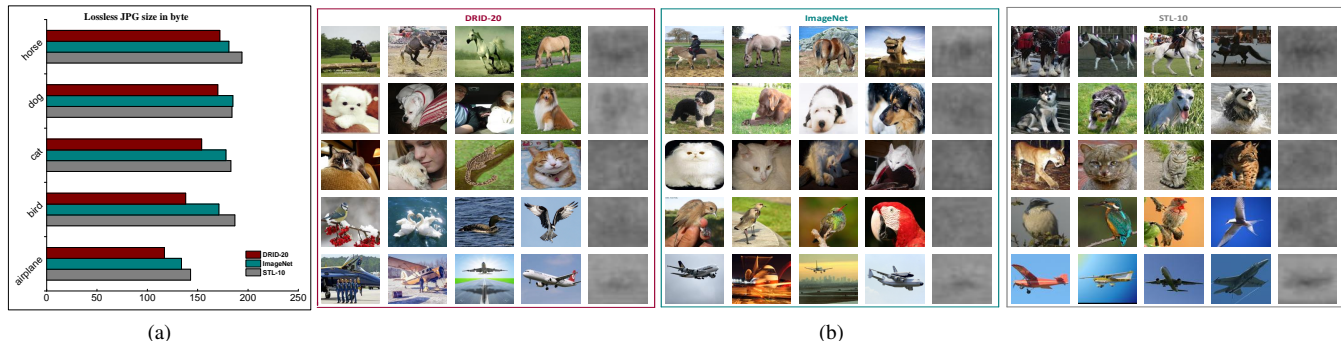 Lossless JPG size in byte
horse
dog
cat
bird
airplane
DRID-20
ImageNet
STL-10
0 50 100 150 200 250
(a)
DRID-20
ImageNet
STL-10
(b)